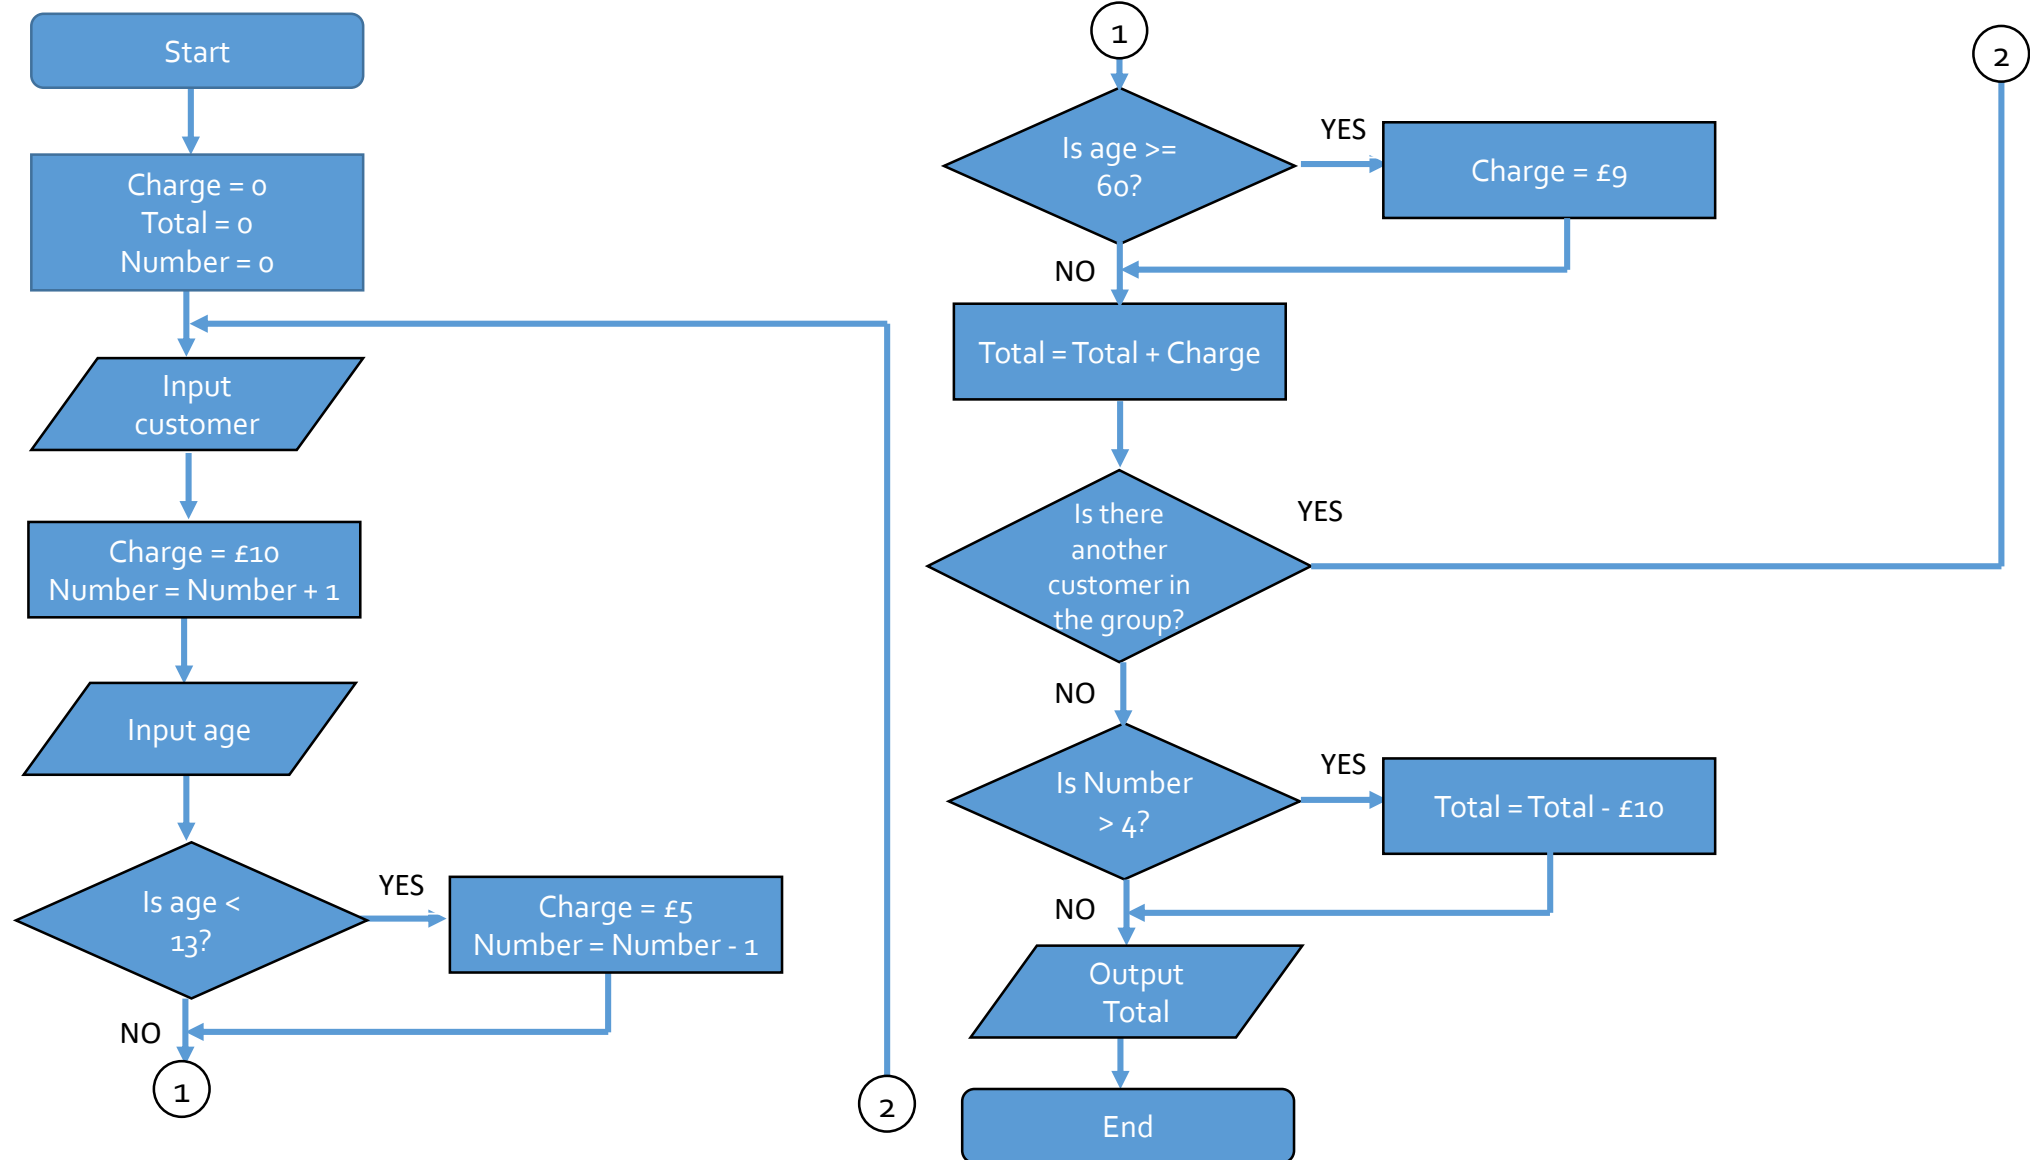 Start
Charge = 0
Total = 0
Number = 0
Input
customer
Charge = £10
Number = Number + 1
Input age
Is age <
13?
YES
Charge = £5
Number = Number - 1
NO
1
2
1
Is age >=
60?
YES
Charge = £9
NO
Total = Total + Charge
Is there
another
customer in
the group?
YES
2
NO
Is Number
> 4?
YES
Total = Total - £10
NO
Output
Total
End